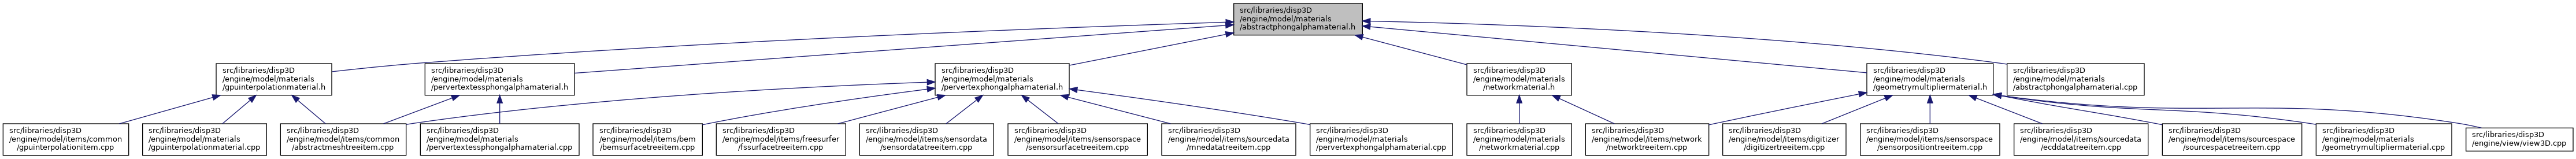 src/libraries/disp3D
/engine/model/materials
/abstractphongalphamaterial.h
src/libraries/disp3D
/engine/model/materials
/gpuinterpolationmaterial.h
src/libraries/disp3D
/engine/model/materials
/pervertextessphongalphamaterial.h
src/libraries/disp3D
/engine/model/materials
/pervertexphongalphamaterial.h
src/libraries/disp3D
/engine/model/materials
/networkmaterial.h
src/libraries/disp3D
/engine/model/materials
/geometrymultipliermaterial.h
src/libraries/disp3D
/engine/model/materials
/abstractphongalphamaterial.cpp
src/libraries/disp3D
/engine/model/items/common
/gpuinterpolationitem.cpp
src/libraries/disp3D
/engine/model/materials
/gpuinterpolationmaterial.cpp
src/libraries/disp3D
/engine/model/items/common
/abstractmeshtreeitem.cpp
src/libraries/disp3D
/engine/model/materials
/pervertextessphongalphamaterial.cpp
src/libraries/disp3D
/engine/model/items/bem
/bemsurfacetreeitem.cpp
src/libraries/disp3D
/engine/model/items/freesurfer
/fssurfacetreeitem.cpp
src/libraries/disp3D
/engine/model/items/sensordata
/sensordatatreeitem.cpp
src/libraries/disp3D
/engine/model/items/sensorspace
/sensorsurfacetreeitem.cpp
src/libraries/disp3D
/engine/model/items/sourcedata
/mnedatatreeitem.cpp
src/libraries/disp3D
/engine/model/materials
/pervertexphongalphamaterial.cpp
src/libraries/disp3D
/engine/model/materials
/networkmaterial.cpp
src/libraries/disp3D
/engine/model/items/network
/networktreeitem.cpp
src/libraries/disp3D
/engine/model/items/digitizer
/digitizertreeitem.cpp
src/libraries/disp3D
/engine/model/items/sensorspace
/sensorpositiontreeitem.cpp
src/libraries/disp3D
/engine/model/items/sourcedata
/ecddatatreeitem.cpp
src/libraries/disp3D
/engine/model/items/sourcespace
/sourcespacetreeitem.cpp
src/libraries/disp3D
/engine/model/materials
/geometrymultipliermaterial.cpp
src/libraries/disp3D
/engine/view/view3D.cpp